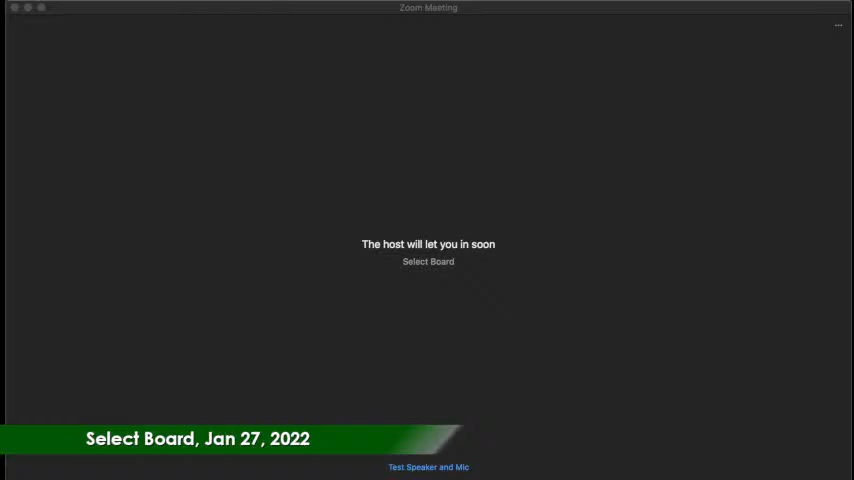 Zoom Meeting
...
The host will let you in soon
Select Board
Select Board, Jan 27, 2022
Test Speaker and Mic